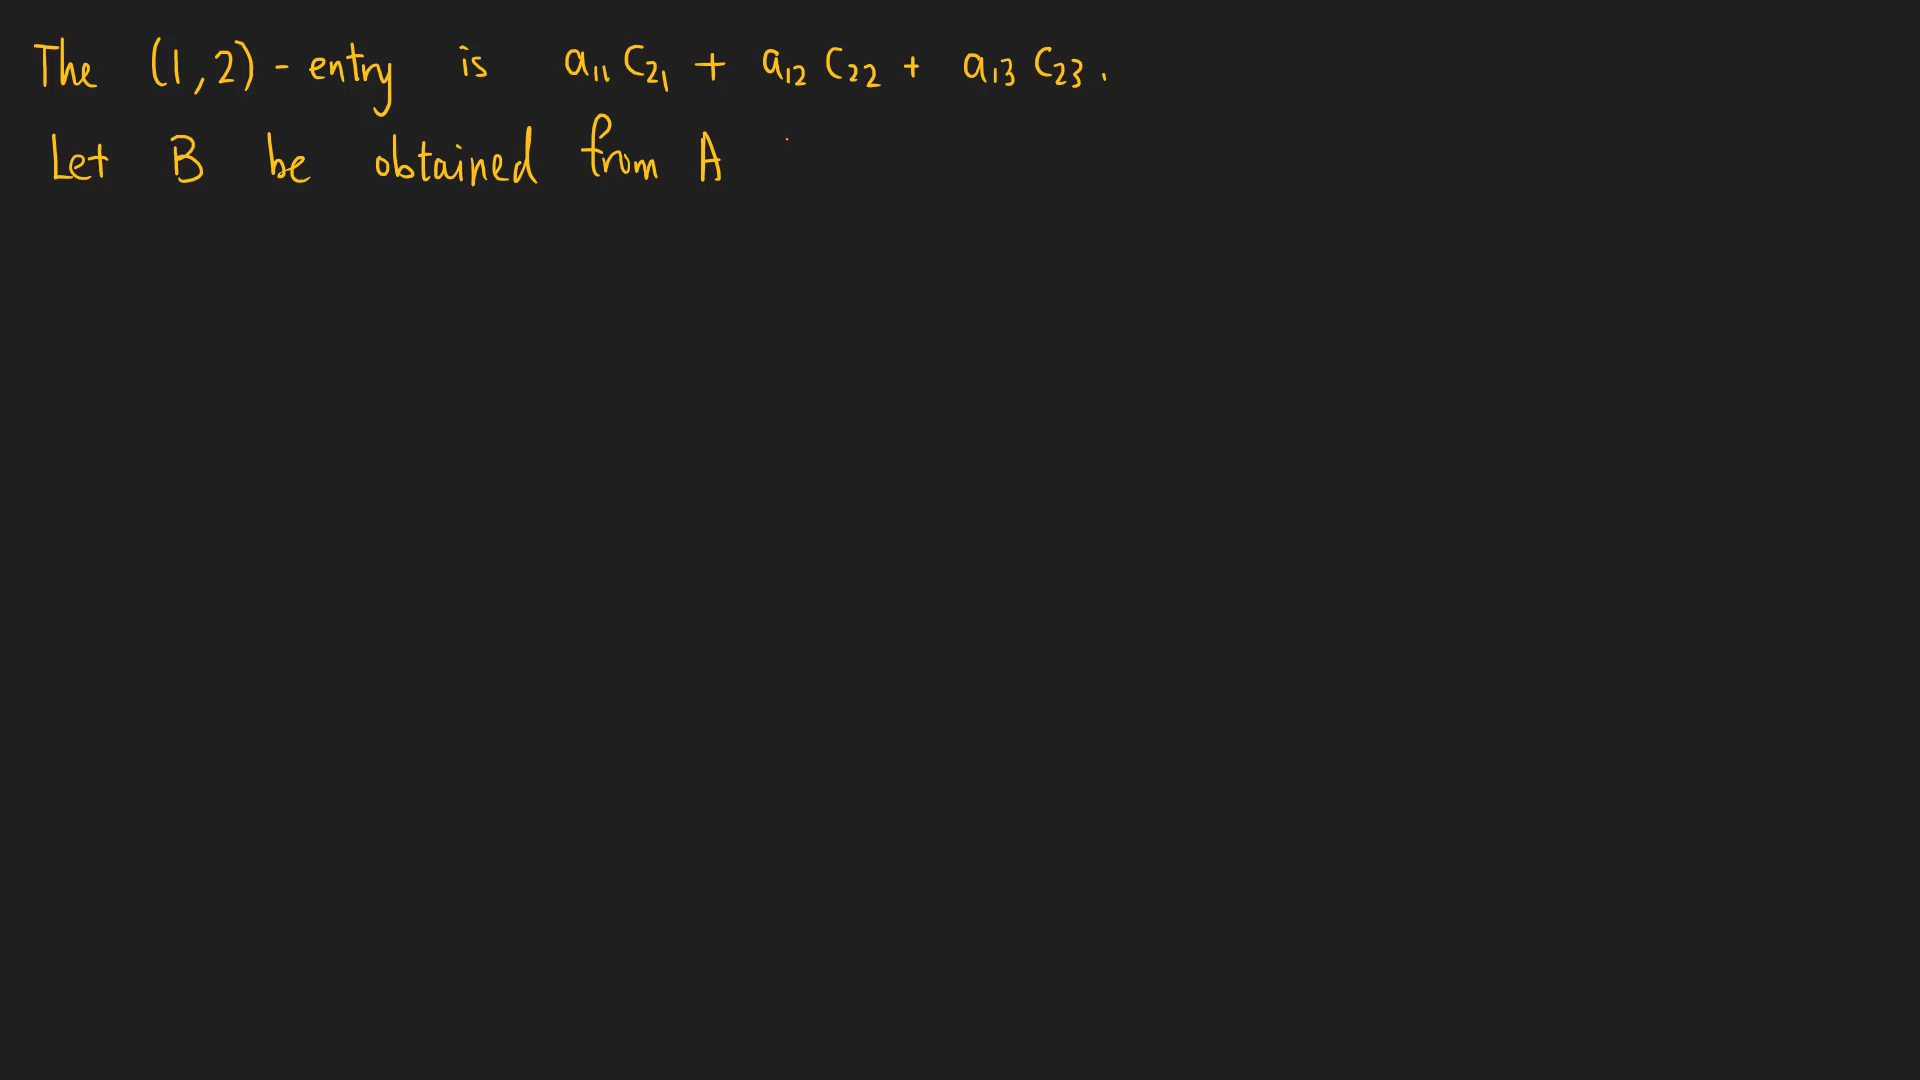 The (1,2)-entry is a₁₁ C₂₁ + a₁₂ C₂₂ + a₁₃ C₂₃.
Let B be obtained from A